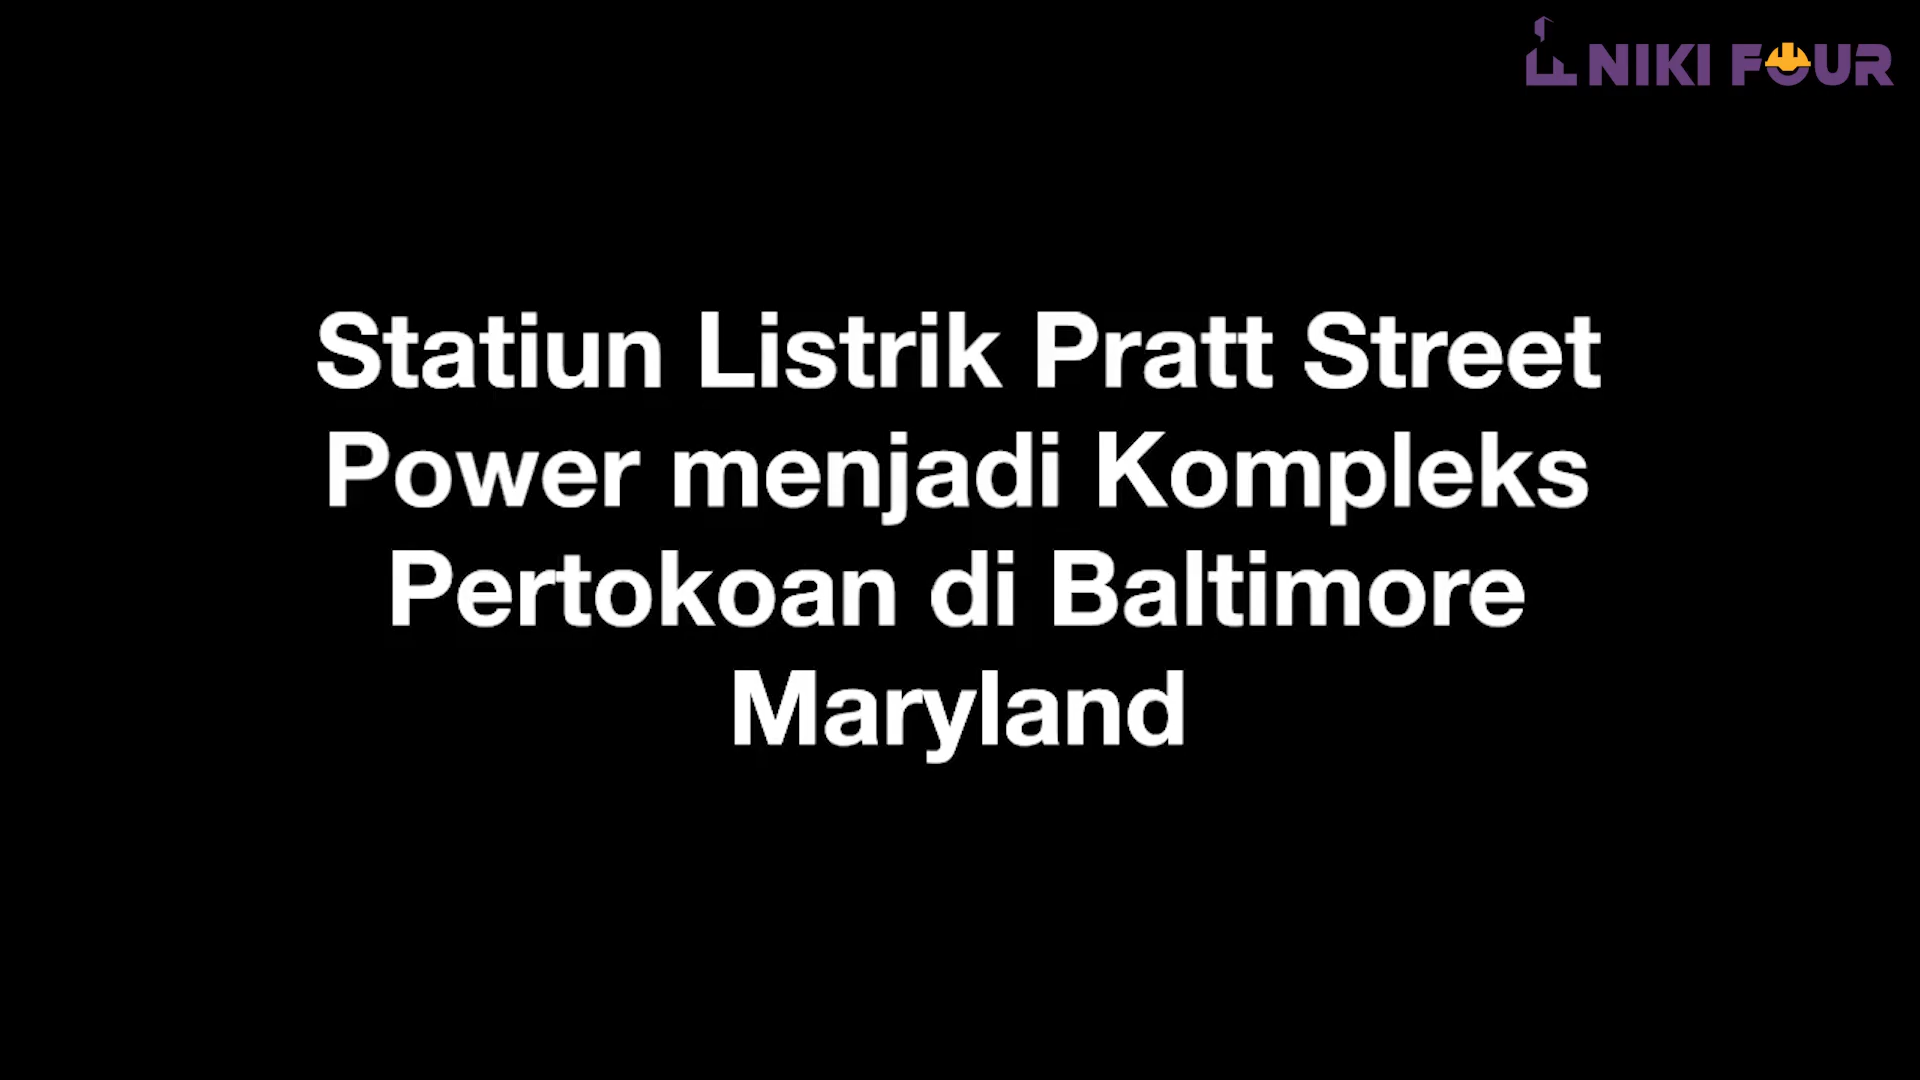 NIKI FOUR
Statiun Listrik Pratt Street
Power menjadi Kompleks
Pertokoan di Baltimore
Maryland